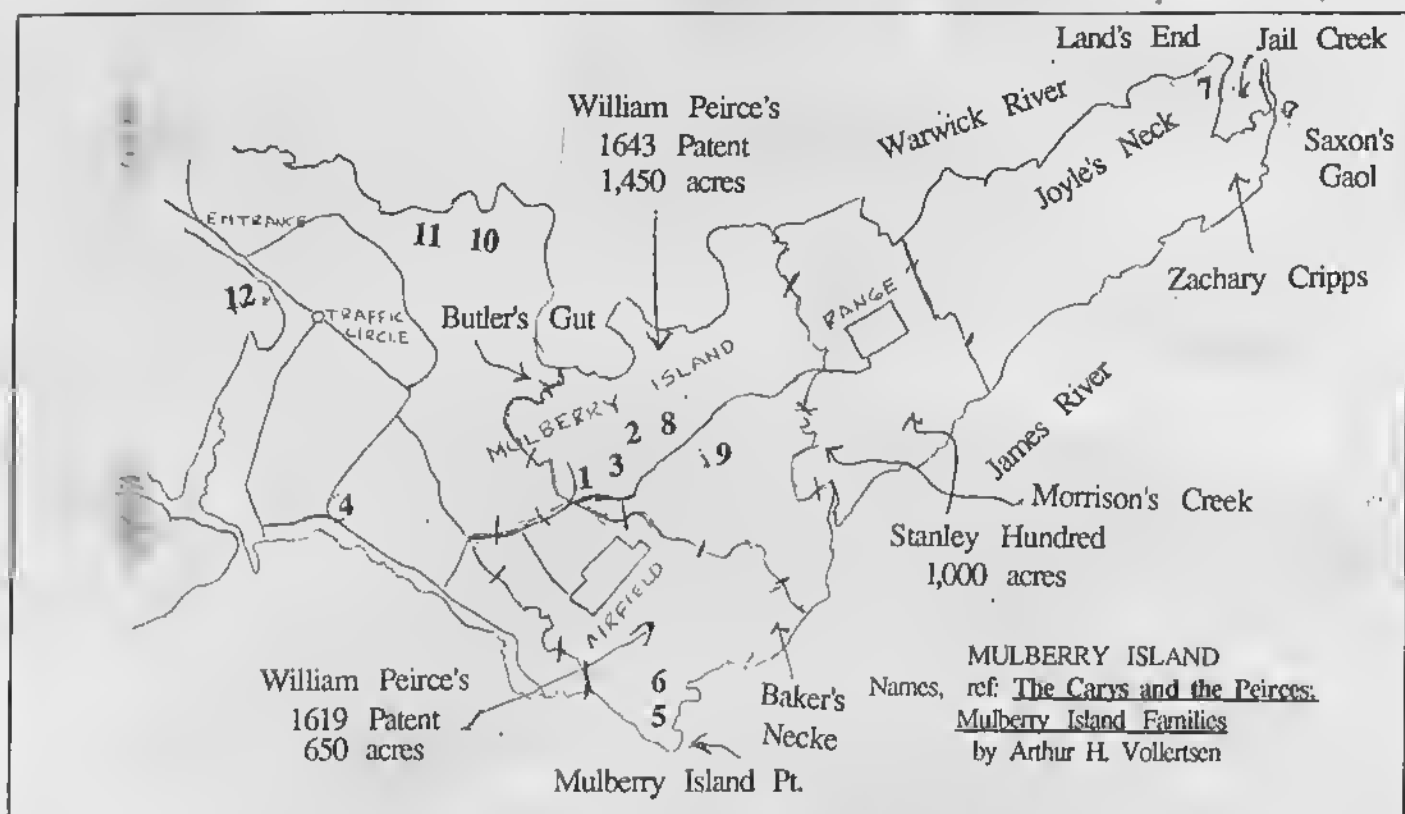 Land's End
Jail Creek
7
Warwick River
Joyle's Neck
Saxon's
Gaol
Zachary Cripps
William Peirce's
1643 Patent
1,450 acres
ENTRANCE
11
10
12
TRAFFIC
CIRCLE
Butler's Gut
RANGE
MULBERRY ISLAND
2
8
3
9
1
4
James River
Morrison's Creek
Stanley Hundred
1,000 acres
AIRFIELD
William Peirce's
1619 Patent
650 acres
6
5
Baker's
Necke
Mulberry Island Pt.
MULBERRY ISLAND
Names, ref: The Carys and the Peirces:
Mulberry Island Families
by Arthur H. Vollertsen